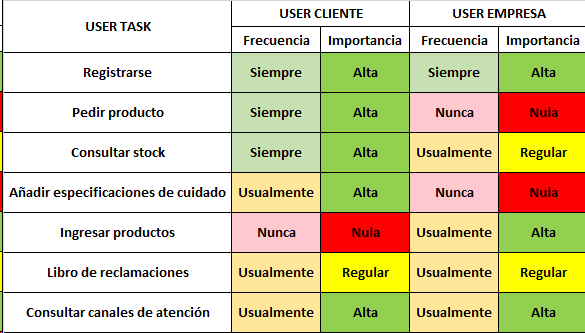 USER TASK USER CLIENTE USER EMPRESA
Frecuencia Importancia Frecuencia Importancia
Registrarse Siempre Alta Siempre Alta
Pedir producto Siempre Alta Nunca Nula
Consultar stock Siempre Alta Usualmente Regular
Añadir especificaciones de cuidado Usualmente Alta Nunca Nula
Ingresar productos Nunca Nula Usualmente Alta
Libro de reclamaciones Usualmente Regular Usualmente Regular
Consultar canales de atención Usualmente Alta Usualmente Alta